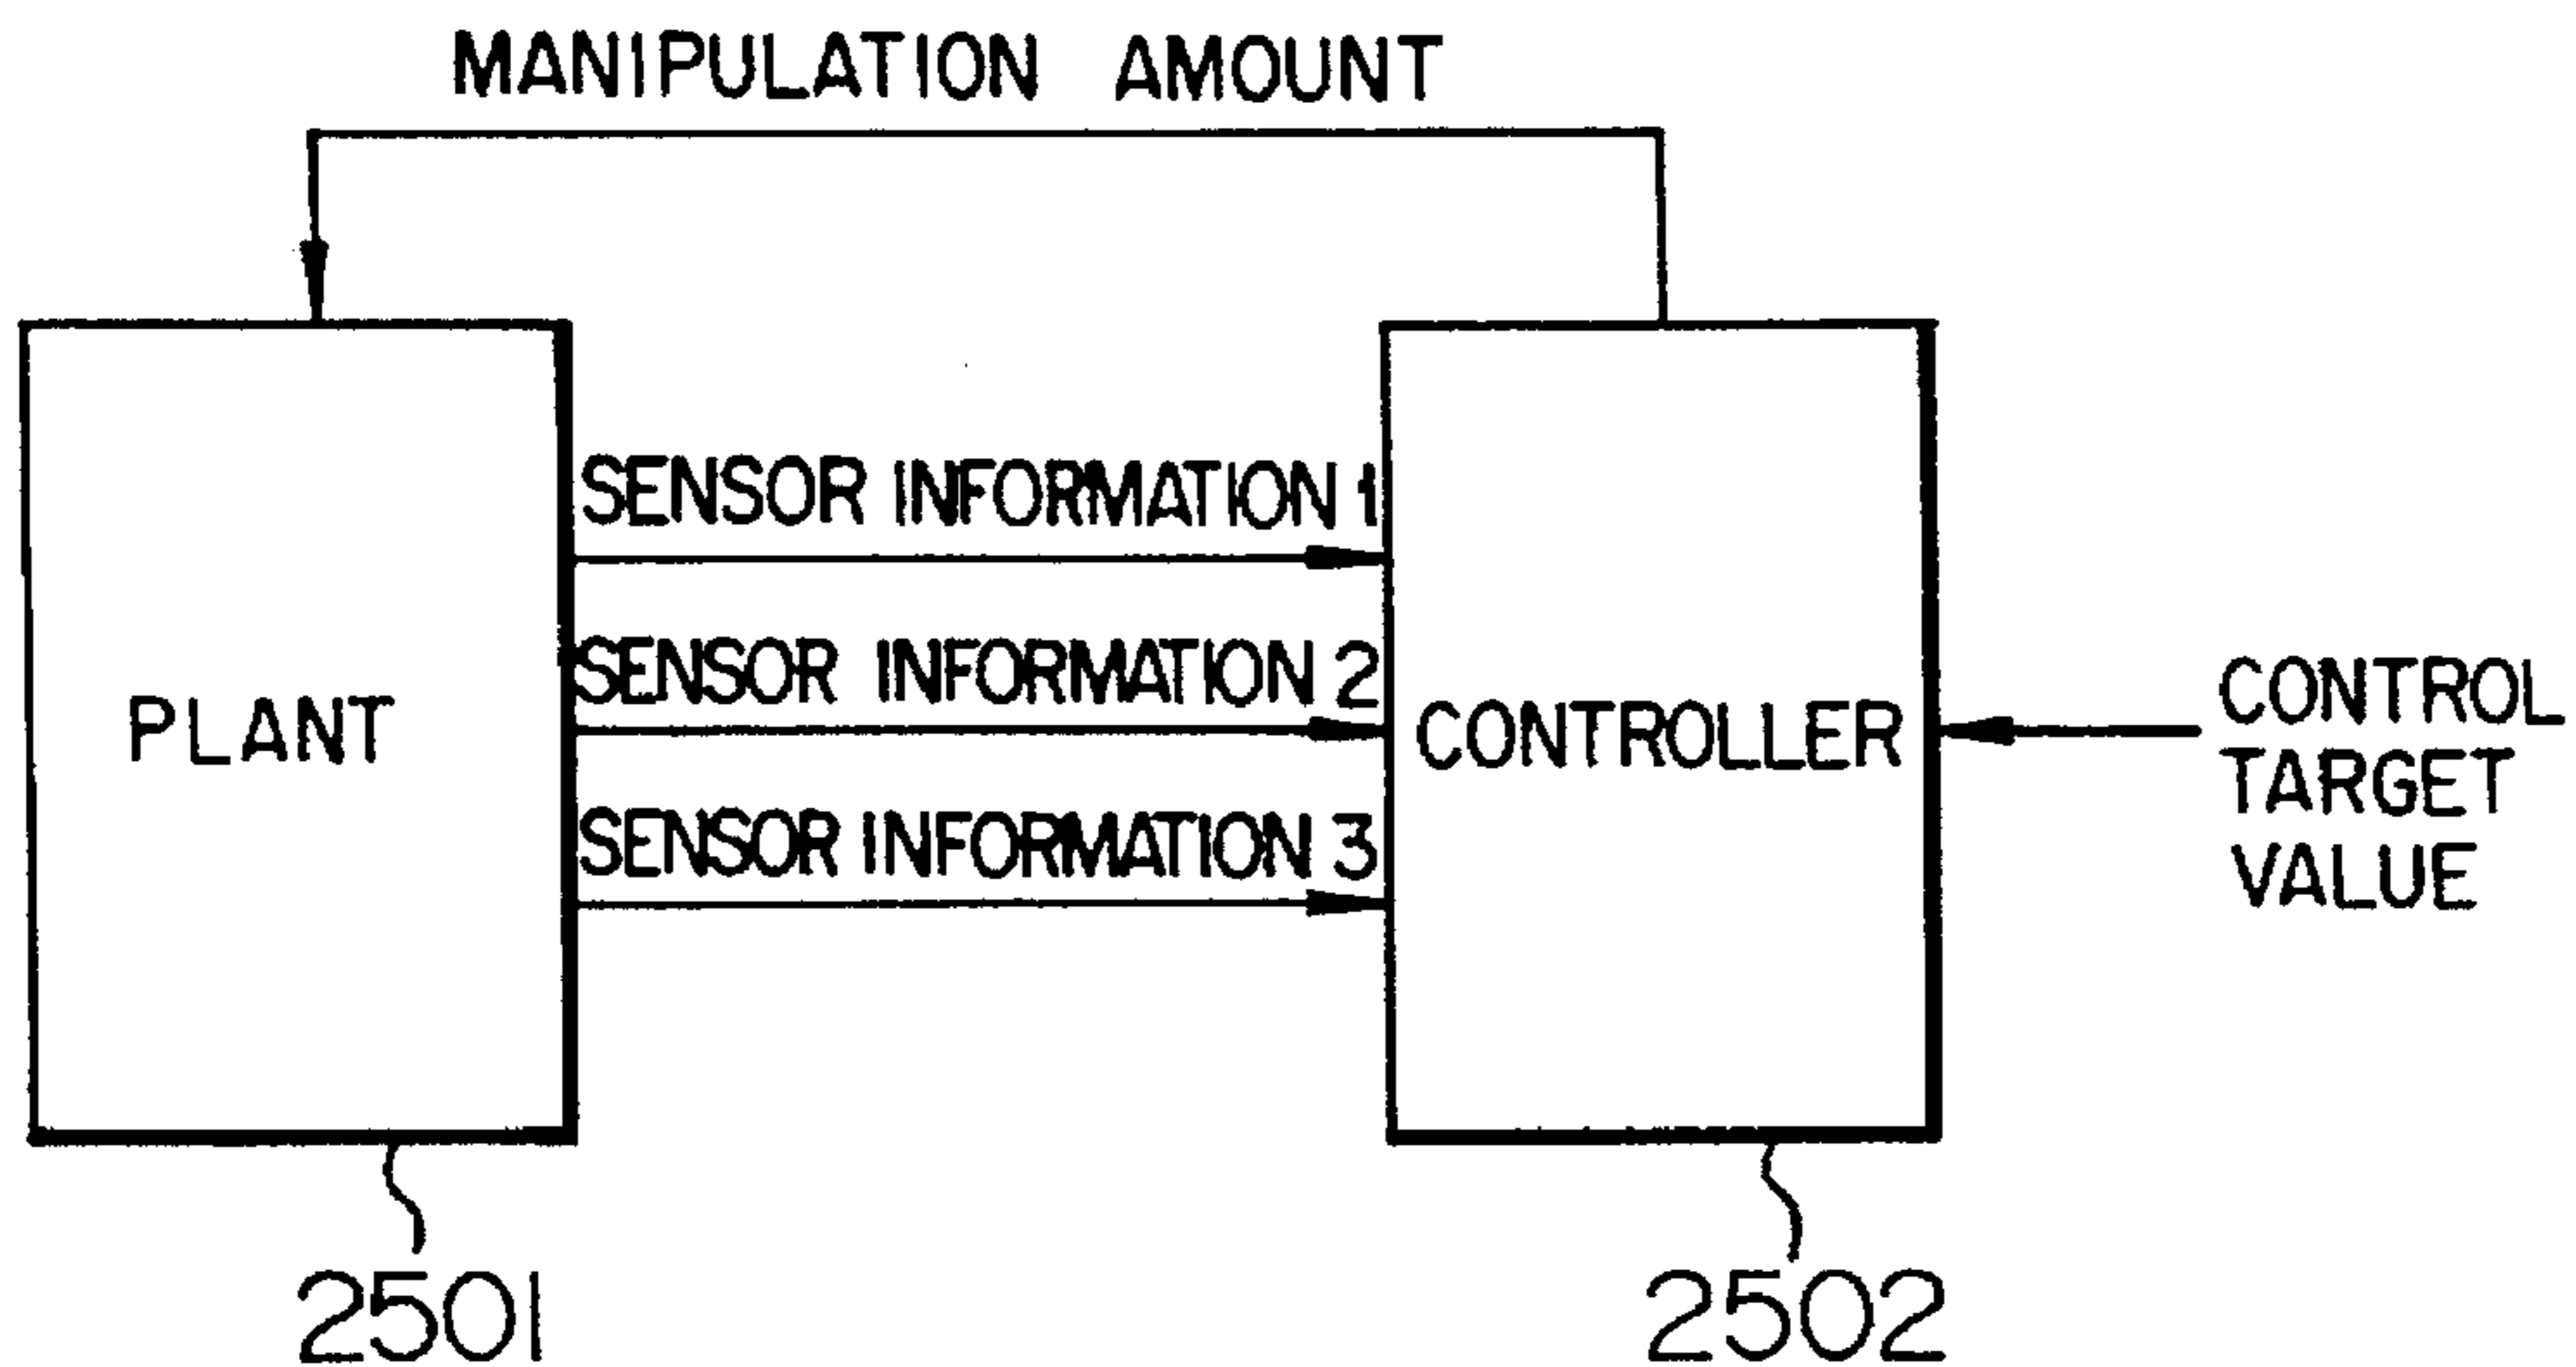 MANIPULATION AMOUNT
SENSOR INFORMATION 1
SENSOR INFORMATION 2
SENSOR INFORMATION 3
PLANT
CONTROLLER
CONTROL
TARGET
VALUE
2501
2502